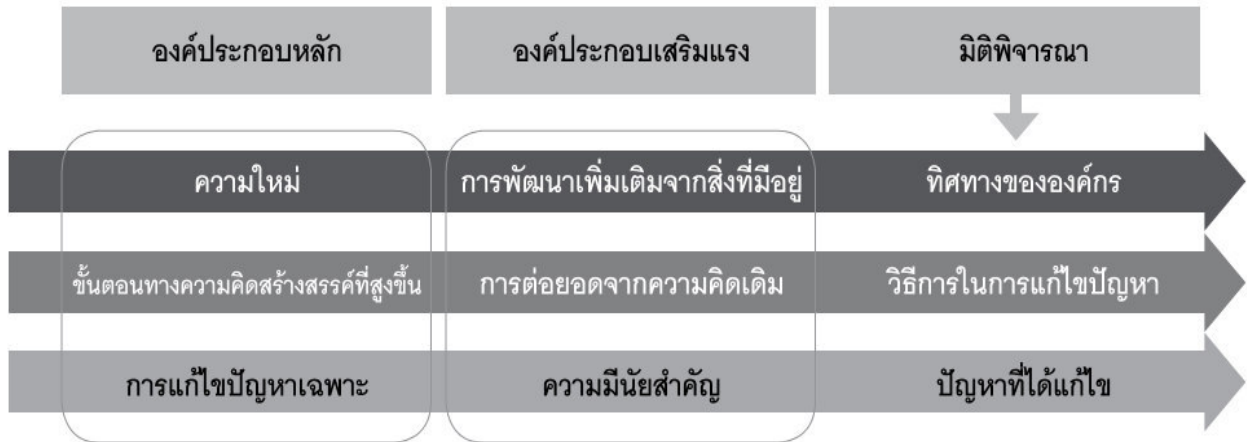 องค์ประกอบหลัก องค์ประกอบเสริมแรง มิติพิจารณา
ความใหม่ การพัฒนาเพิ่มเติมจากสิ่งที่มีอยู่ ทิศทางขององค์กร
ขั้นตอนทางความคิดสร้างสรรค์ที่สูงขึ้น การต่อยอดจากความคิดเดิม วิธีการในการแก้ไขปัญหา
การแก้ไขปัญหาเฉพาะ ความมีนัยสำคัญ ปัญหาที่ได้แก้ไข